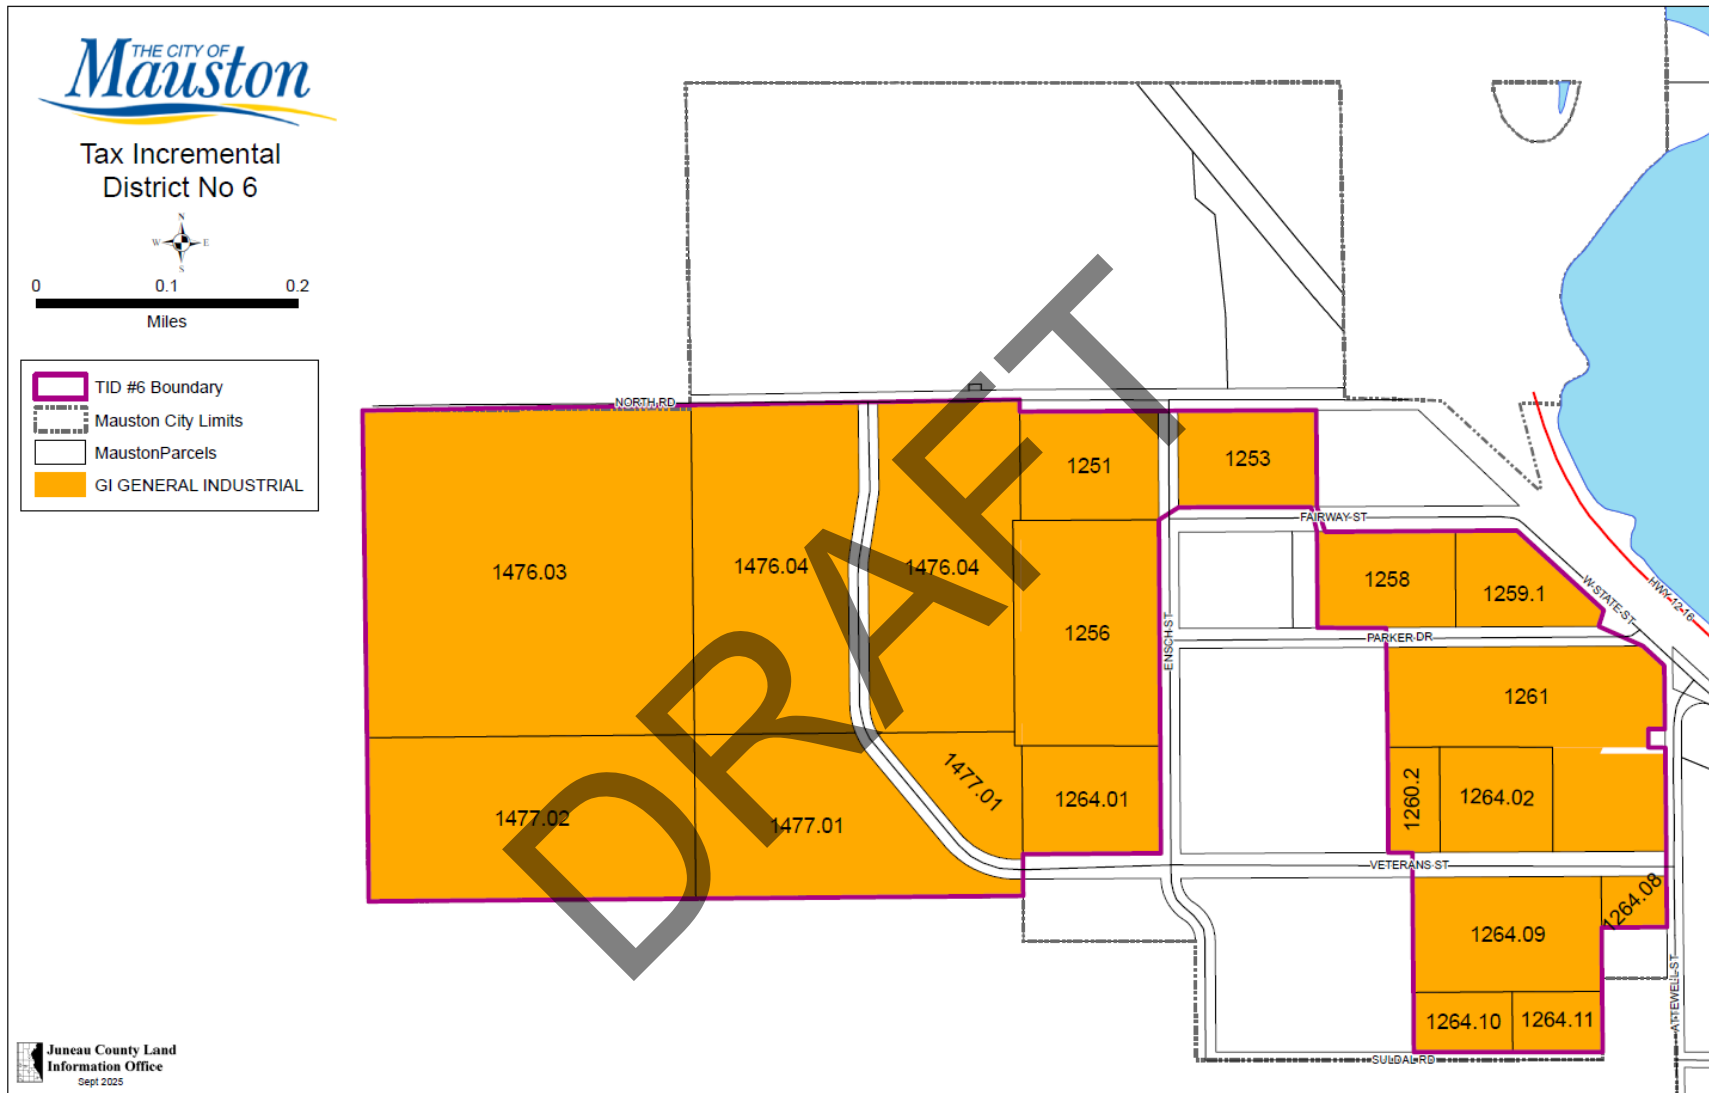 THE CITY OF
Mauston
Tax Incremental
District No 6
N
W E
S
0 0.1 0.2
Miles
TID #6 Boundary
Mauston City Limits
MaustonParcels
GI GENERAL INDUSTRIAL
NORTH RD
1251
1253
FAIRWAY ST
1476.03
1476.04
1476.04
1256
1258
1259.1
W STATE ST
HWY 12-16
ENSCH ST
PARKER DR
1261
1477.01
1264.01
1260.2
1264.02
1477.02
1477.01
VETERANS ST
1264.08
1264.09
1264.10
1264.11
ATTEWELL ST
SULDAL RD
DRAFT
Juneau County Land
Information Office
Sept 2025